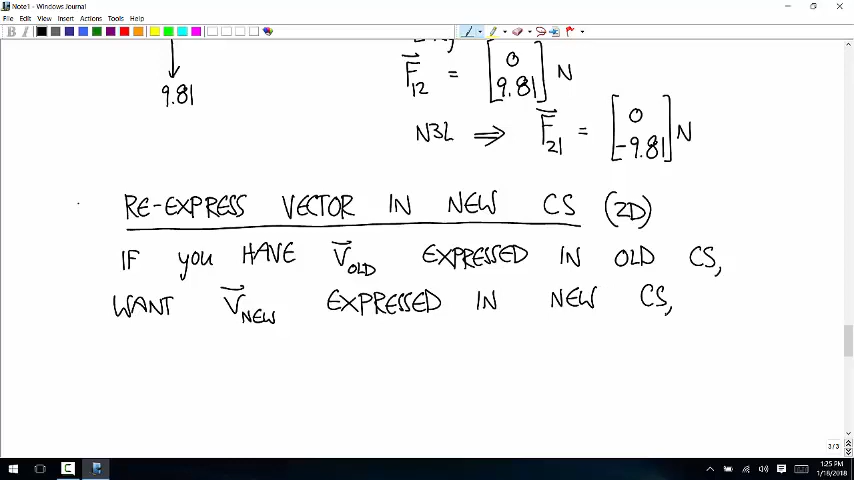 Note1 - Windows Journal
File Edit View Insert Actions Tools Help
B I
F12 = [0 9.81] N
9.81
N3L ⇒ F21 = [0 -9.81] N
RE-EXPRESS VECTOR IN NEW CS (2D)
IF you HAVE V OLD EXPRESSED IN OLD CS,
WANT V NEW EXPRESSED IN NEW CS,
3/3
1:25 PM
1/18/2018